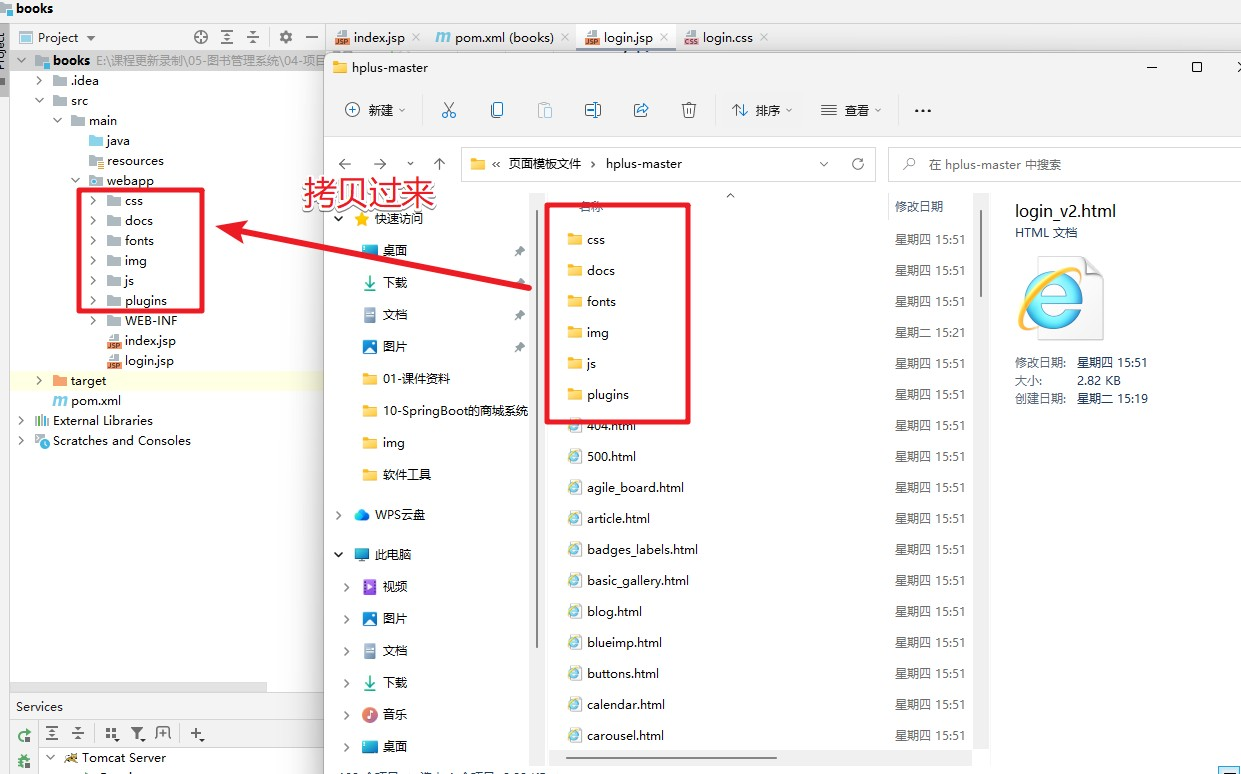 books
Project
index.jsp
pom.xml (books)
login.jsp
login.css
books E:\课程更新录制\05-图书管理系统\04-项目
.idea
src
main
java
resources
webapp
css
docs
fonts
img
js
plugins
WEB-INF
index.jsp
login.jsp
target
pom.xml
External Libraries
Scratches and Consoles
Services
Tomcat Server
hplus-master
新建
排序
查看
« 页面模板文件 › hplus-master
在 hplus-master 中搜索
拷贝过来
快速访问
桌面
下载
文档
图片
01-课件资料
10-SpringBoot的商城系统
img
软件工具
WPS云盘
此电脑
视频
图片
文档
下载
音乐
桌面
名称 修改日期
css 星期四 15:51
docs 星期四 15:51
fonts 星期四 15:51
img 星期二 15:21
js 星期四 15:51
plugins 星期四 15:51
404.html 星期四 15:51
500.html 星期四 15:51
agile_board.html 星期四 15:51
article.html 星期四 15:51
badges_labels.html 星期四 15:51
basic_gallery.html 星期四 15:51
blog.html 星期四 15:51
blueimp.html 星期四 15:51
buttons.html 星期四 15:51
calendar.html 星期四 15:51
carousel.html 星期四 15:51
login_v2.html
HTML 文档
修改日期: 星期四 15:51
大小: 2.82 KB
创建日期: 星期二 15:19